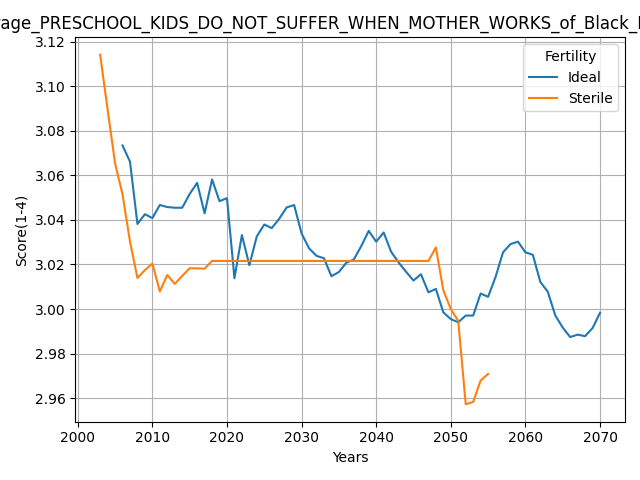 rage_PRESCHOOL_KIDS_DO_NOT_SUFFER_WHEN_MOTHER_WORKS_of_Black_
3.12
3.10
3.08
3.06
3.04
3.02
3.00
2.98
2.96
Score(1-4)
Fertility
Ideal
Sterile
2000 2010 2020 2030 2040 2050 2060 2070
Years